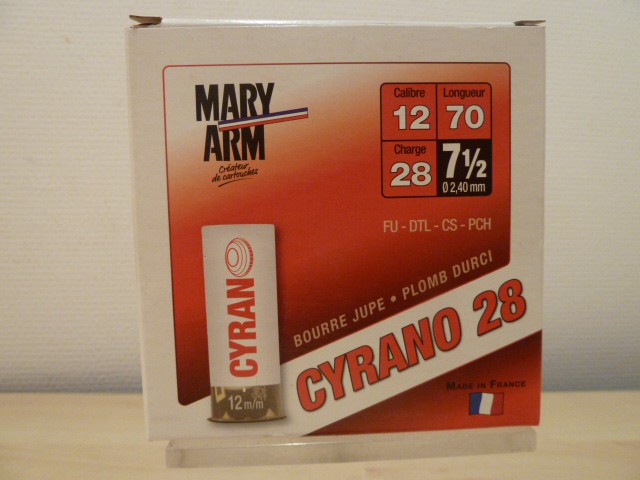 MARY
ARM
Créateur
de cartouches
Calibre
12
Longueur
70
Charge
28
7½
Ø 2,40 mm
FU - DTL - CS - PCH
BOURRE JUPE • PLOMB DURCI
CYRANO 28
CYRANO
12 m/m
MADE IN FRANCE